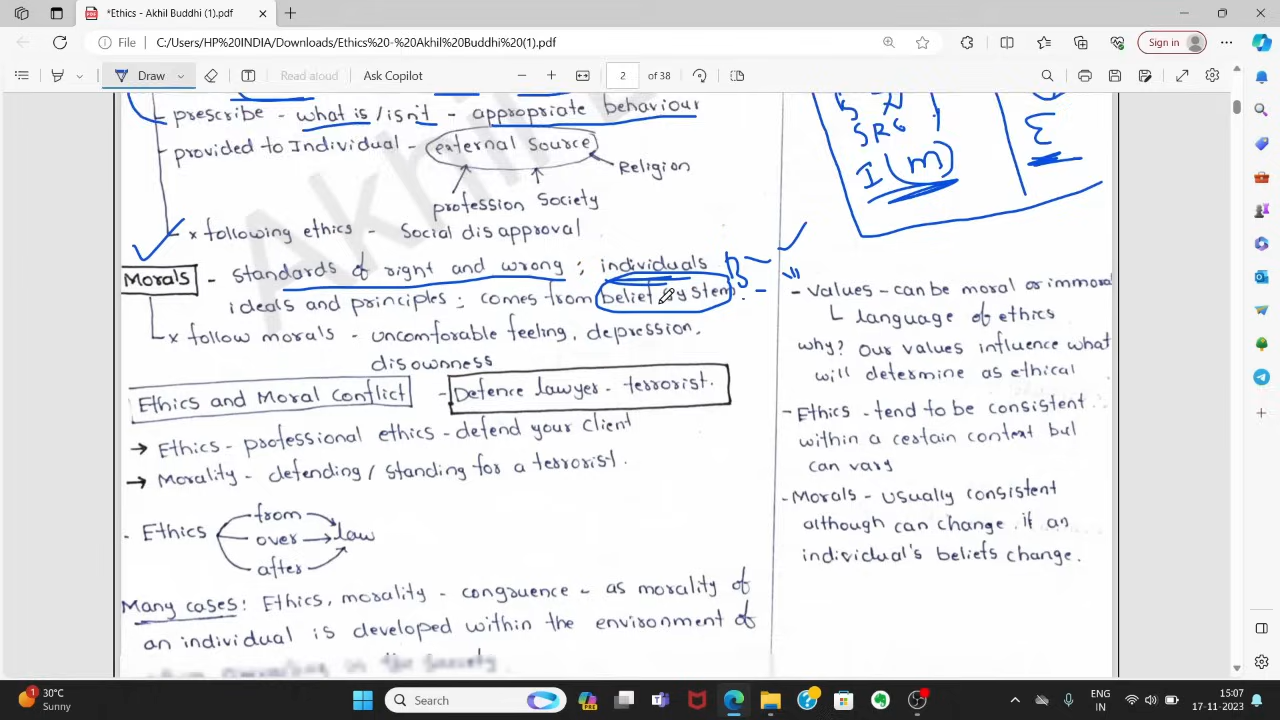 *Ethics - Akhil Buddhi (1).pdf
File C:/Users/HP%20INDIA/Downloads/Ethics%20-%20Akhil%20Buddhi%20(1).pdf
Sign in
Draw
Read aloud
Ask Copilot
2 of 38
prescribe - what is/isn't - appropriate behaviour
provided to Individual - external source
Religion
profession Society
x following ethics - Social disapproval
Morals - standards of right and wrong ; individuals
ideals and principles ; comes from belief system.
x follow morals - uncomforable feeling, depression,
disownness
Ethics and Moral Conflict - Defence lawyer - terrorist.
→ Ethics - professional ethics - defend your client
→ Morality - defending / standing for a terrorist.
- Ethics
from
over → law
after
Many cases: Ethics, morality - congruence - as morality of
an individual is developed within the environment of
SRG
I (m)
Σ
B
- Values - can be moral or immoral
language of ethics
why? Our values influence what
will determine as ethical
- Ethics - tend to be consistent
within a certain context but
can vary
- Morals - usually consistent
although can change if an
individual's beliefs change.
Akhil
1
30°C
Sunny
Search
PRE
ENG
IN
15:07
17-11-2023